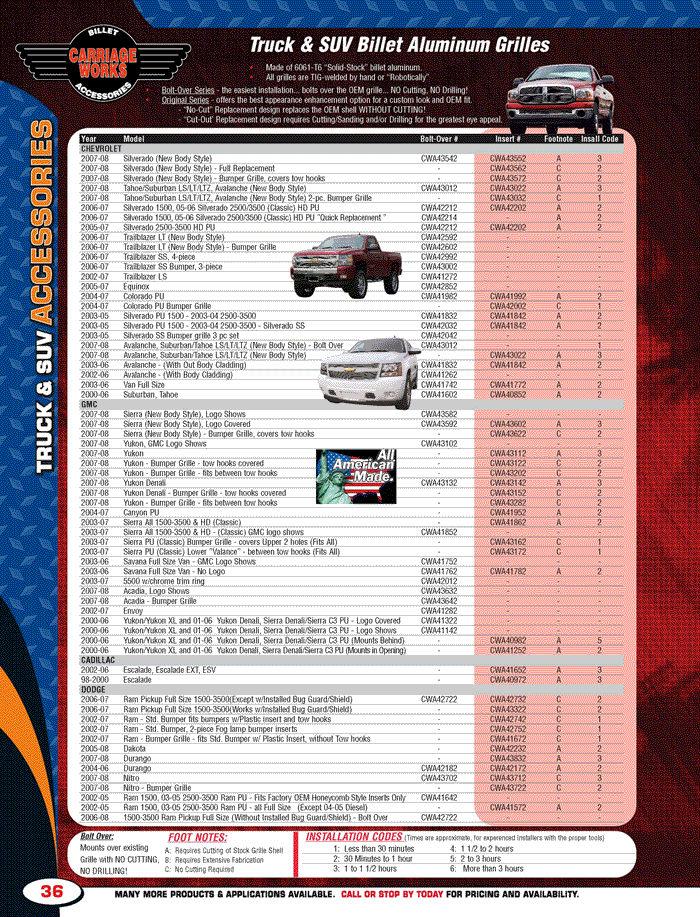 BILLET
CARRIAGE
WORKS
ACCESSORIES
Truck & SUV Billet Aluminum Grilles
• Made of 6061-T6 "Solid-Stock" billet aluminum.
• All grilles are TIG-welded by hand or "Robotically"
• Bolt-Over Series - the easiest installation... bolts over the OEM grille... NO Cutting, NO Drilling!
• Original Series - offers the best appearance enhancement option for a custom look and OEM fit.
- "No-Cut" Replacement design replaces the OEM shell WITHOUT CUTTING!
- "Cut-Out' Replacement design requires Cutting/Sanding and/or Drilling for the greatest eye appeal.
TRUCK & SUV ACCESSORIES
Year Model Bolt-Over # Insert # Footnote Insall Code
CHEVROLET
2007-08 Silverado (New Body Style) CWA43542 CWA43552 A 3
2007-08 Silverado (New Body Style) - Full Replacement - CWA43562 C 2
2007-08 Silverado (New Body Style) - Bumper Grille, covers tow hooks - CWA43572 C 2
2007-08 Tahoe/Suburban LS/LT/LTZ, Avalanche (New Body Style) CWA43012 CWA43022 A 3
2007-08 Tahoe/Suburban LS/LT/LTZ, Avalanche (New Body Style) 2-pc. Bumper Grille CWA43032 C 1
2006-07 Silverado 1500, 05-06 Silverado 2500/3500 (Classic) HD PU CWA42212 CWA42202 A 2
2006-07 Silverado 1500, 05-06 Silverado 2500/3500 (Classic) HD PU "Quick Replacement " CWA42214 - A 2
2005-07 Silverado 2500-3500 HD PU CWA42212 CWA42202 A 2
2006-07 Trailblazer LT (New Body Style) CWA42592 - - -
2006-07 Trailblazer LT (New Body Style) - Bumper Grille CWA42602 - - -
2006-07 Trailblazer SS, 4-piece CWA42992 - - -
2006-07 Trailblazer SS Bumper, 3-piece CWA43002 - - -
2002-07 Trailblazer LS CWA41272 - - -
2005-07 Equinox CWA42852 - - -
2004-07 Colorado PU CWA41982 CWA41992 A 2
2004-07 Colorado PU Bumper Grille - CWA42002 C 1
2003-05 Silverado PU 1500 - 2003-04 2500-3500 CWA41832 CWA41842 A 2
2003-05 Silverado PU 1500 - 2003-04 2500-3500 - Silverado SS CWA42032 CWA41842 A 2
2003-05 Silverado SS Bumper grille 3 pc set CWA42042 - - -
2007-08 Avalanche, Suburban/Tahoe LS/LT/LTZ (New Body Style) - Bolt Over CWA43012 - - 1
2007-08 Avalanche, Suburban/Tahoe LS/LT/LTZ (New Body Style) - CWA43022 A 3
2003-06 Avalanche - (With Out Body Cladding) CWA41832 CWA41842 A 2
2002-06 Avalanche - (With Body Cladding) CWA41262 - - -
2003-06 Van Full Size CWA41742 CWA41772 A 2
2000-06 Suburban, Tahoe CWA41602 CWA40852 A 2
GMC
2007-08 Sierra (New Body Style), Logo Shows CWA43582 - - -
2007-08 Sierra (New Body Style), Logo Covered CWA43592 CWA43602 A 3
2007-08 Sierra (New Body Style) - Bumper Grille, covers tow hooks - CWA43622 C 2
2007-08 Yukon, GMC Logo Shows CWA43102 - - -
2007-08 Yukon - CWA43112 A 3
2007-08 Yukon - Bumper Grille - tow hooks covered - CWA43122 C 2
2007-08 Yukon - Bumper Grille - fits between tow hooks - CWA43202 C 2
2007-08 Yukon Denali CWA43132 CWA43142 A 3
2007-08 Yukon Denali - Bumper Grille - tow hooks covered - CWA43152 C 2
2007-08 Yukon - Bumper Grille - fits between tow hooks - CWA43282 C 2
2004-07 Canyon PU - CWA41952 A 2
2003-07 Sierra All 1500-3500 & HD (Classic) - CWA41862 A 2
2003-07 Sierra All 1500-3500 & HD - (Classic) GMC logo shows CWA41852 - - -
2003-07 Sierra PU (Classic) Bumper Grille - covers Upper 2 holes (Fits All) CWA43162 C 1
2003-07 Sierra PU (Classic) Lower "Valance" - between tow hooks (Fits All) CWA43172 C 1
2003-06 Savana Full Size Van - GMC Logo Shows CWA41752 - - -
2003-06 Savana Full Size Van - No Logo CWA41762 CWA41782 A 2
2003-07 5500 w/chrome trim ring CWA42012 - - -
2007-08 Acadia, Logo Shows CWA43632 - - -
2007-08 Acadia - Bumper Grille CWA43642 - - -
2002-07 Envoy CWA41282 - - -
2000-06 Yukon/Yukon XL and 01-06 Yukon Denali, Sierra Denali/Sierra C3 PU - Logo Covered CWA41322 - - -
2000-06 Yukon/Yukon XL and 01-06 Yukon Denali, Sierra Denali/Sierra C3 PU - Logo Shows CWA41142 - - -
2000-06 Yukon/Yukon XL and 01-06 Yukon Denali, Sierra Denali/Sierra C3 PU (Mounts Behind) - CWA40982 A 5
2000-06 Yukon/Yukon XL and 01-06 Yukon Denali, Sierra Denali/Sierra C3 PU (Mounts in Opening) - CWA41252 A 2
CADILLAC
2002-06 Escalade, Escalade EXT, ESV - CWA41652 A 3
98-2000 Escalade - CWA40972 A 3
DODGE
2006-07 Ram Pickup Full Size 1500-3500(Except w/Installed Bug Guard/Shield) CWA42722 CWA42732 C 2
2006-07 Ram Pickup Full Size 1500-3500(Works w/Installed Bug Guard/Shield) - CWA43322 C 2
2002-07 Ram - Std. Bumper fits bumpers w/Plastic insert and tow hooks - CWA42742 C 1
2002-07 Ram - Std. Bumper, 2-piece Fog lamp bumper inserts - CWA42752 C 1
2002-07 Ram - Bumper Grille - fits Std. Bumper w/ Plastic Insert, without Tow hooks - CWA41672 C 1
2005-08 Dakota - CWA42232 A 2
2007-08 Durango - CWA43832 A 3
2004-06 Durango CWA42182 CWA42172 A 2
2007-08 Nitro CWA43702 CWA43712 C 3
2007-08 Nitro - Bumper Grille - CWA43722 C 2
2002-05 Ram 1500, 03-05 2500-3500 Ram PU - Fits Factory OEM Honeycomb Style Inserts Only CWA41642 - - -
2002-05 Ram 1500, 03-05 2500-3500 Ram PU - all Full Size (Except 04-05 Diesel) - CWA41572 A 2
2006-08 1500-3500 Ram Pickup Full Size (Without Installed Bug Guard/Shield) - Bolt Over CWA42722 - - -
All
American
Made.
Bolt Over:
Mounts over existing
Grille with NO CUTTING,
NO DRILLING!
FOOT NOTES:
A: Requires Cutting of Stock Grille Shell
B: Requires Extensive Fabrication
C: No Cutting Required
INSTALLATION CODES (Times are approximate, for experienced Installers with the proper tools)
1: Less than 30 minutes 4: 1 1/2 to 2 hours
2: 30 Minutes to 1 hour 5: 2 to 3 hours
3: 1 to 1 1/2 hours 6: More than 3 hours
36
MANY MORE PRODUCTS & APPLICATIONS AVAILABLE. CALL OR STOP BY TODAY FOR PRICING AND AVAILABILITY.